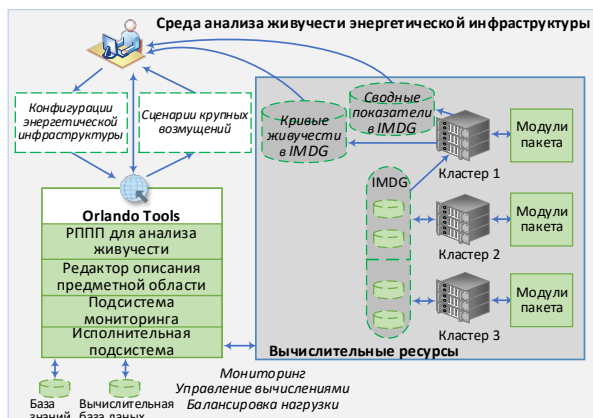 Среда анализа живучести энергетической инфраструктуры
Конфигурации
энергетической
инфраструктуры
Сценарии крупных
возмущений
Orlando Tools
РППП для анализа
живучести
Редактор описания
предметной области
Подсистема
мониторинга
Исполнительная
подсистема
База
знаний
Вычислительная
база даных
Мониторинг
Управление вычислениями
Балансировка нагрузки
Кривые
живучести
в IMDG
Сводные
показатели
в IMDG
IMDG
Кластер 1
Модули
пакета
Кластер 2
Модули
пакета
Кластер 3
Модули
пакета
Вычислительные ресурсы